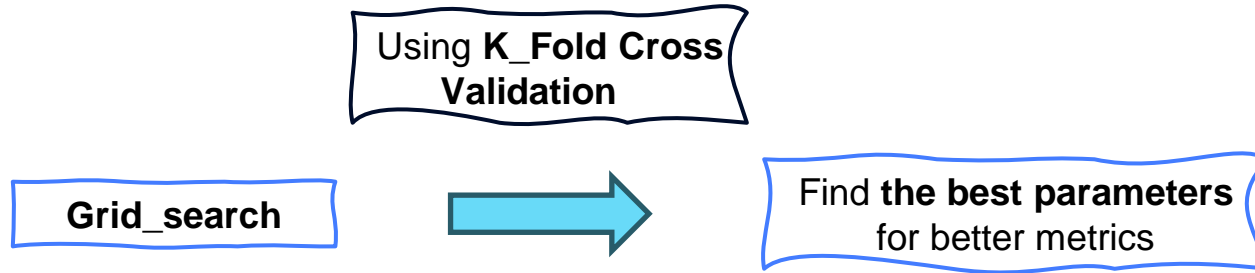 Using K_Fold Cross
Validation
Grid_search
Find the best parameters
for better metrics